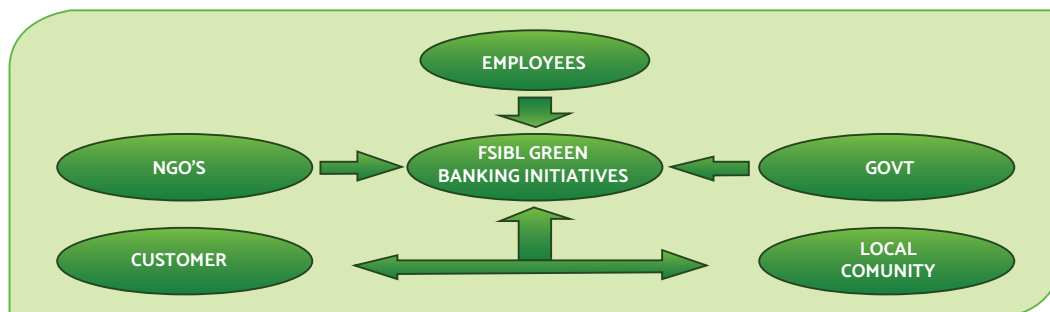 EMPLOYEES
NGO'S
FSIBL GREEN
BANKING INITIATIVES
GOVT
CUSTOMER
LOCAL
COMUNITY